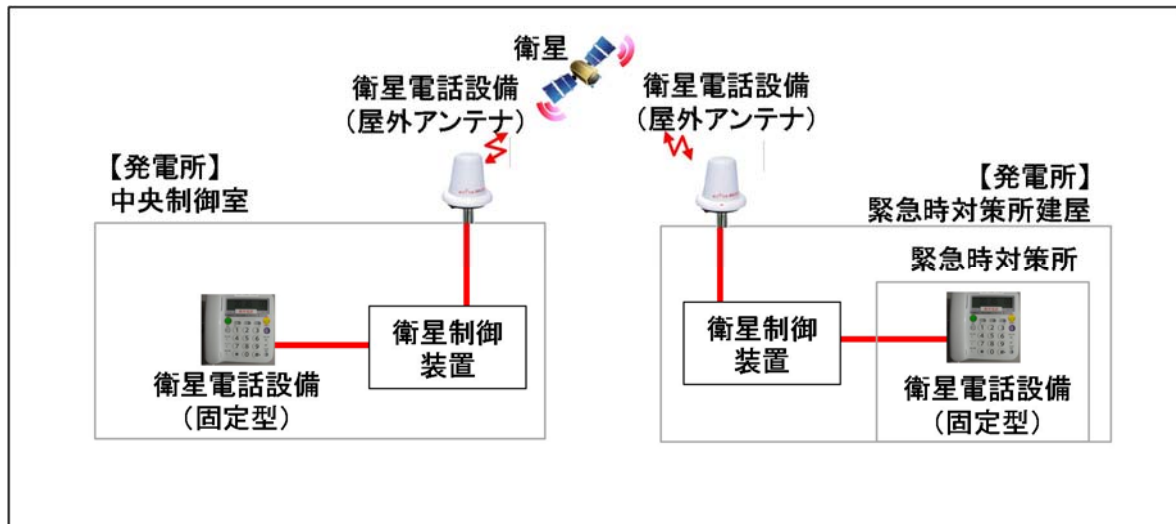 衛星
衛星電話設備
（屋外アンテナ）
衛星電話設備
（屋外アンテナ）
【発電所】
中央制御室
【発電所】
緊急時対策所建屋
緊急時対策所
衛星制御
装置
衛星電話設備
（固定型）
衛星制御
装置
衛星電話設備
（固定型）